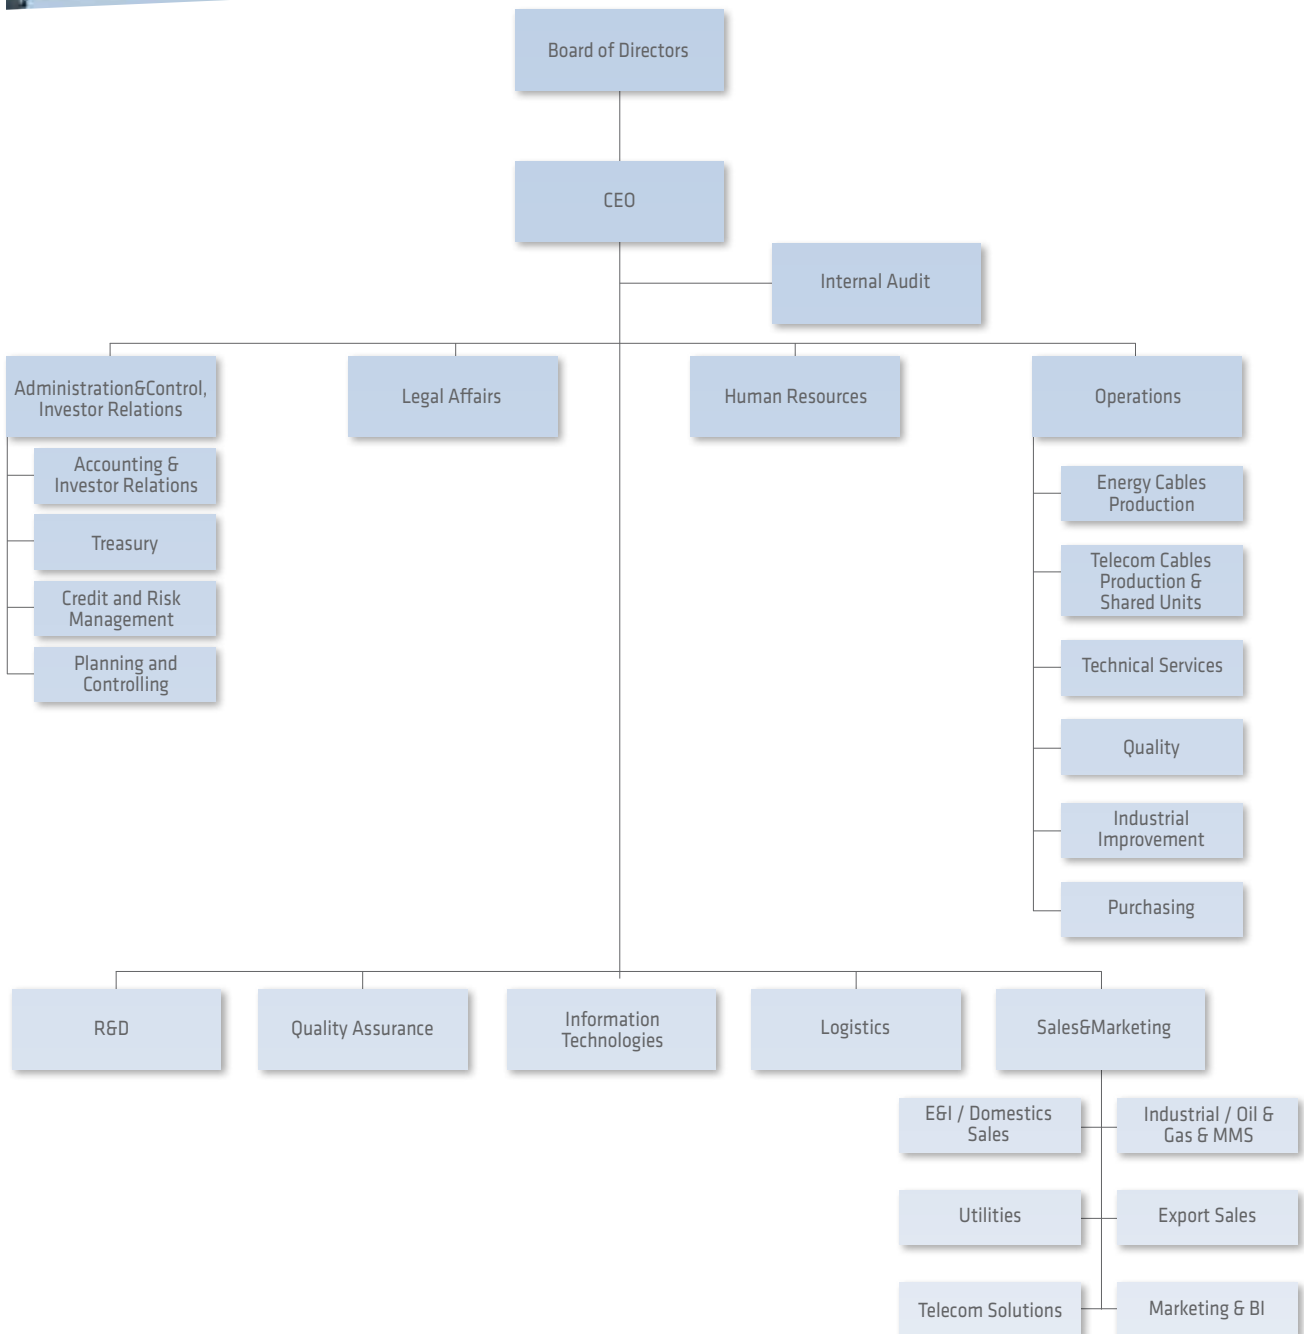 Board of Directors
CEO
Internal Audit
Administration&Control,
Investor Relations
Legal Affairs
Human Resources
Operations
Accounting &
Investor Relations
Treasury
Credit and Risk
Management
Planning and
Controlling
Energy Cables
Production
Telecom Cables
Production &
Shared Units
Technical Services
Quality
Industrial
Improvement
Purchasing
R&D
Quality Assurance
Information
Technologies
Logistics
Sales&Marketing
E&I / Domestics
Sales
Industrial / Oil &
Gas & MMS
Utilities
Export Sales
Telecom Solutions
Marketing & BI